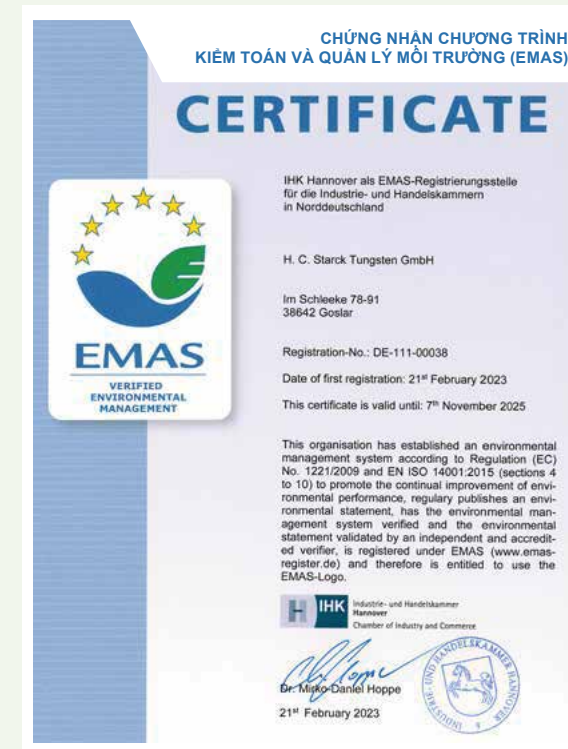 CHỨNG NHẬN CHƯƠNG TRÌNH
KIỂM TOÁN VÀ QUẢN LÝ MÔI TRƯỜNG (EMAS)
CERTIFICATE
IHK Hannover als EMAS-Registrierungsstelle
für die Industrie- und Handelskammern
in Norddeutschland
H. C. Starck Tungsten GmbH
Im Schleeke 78-91
38642 Goslar
EMAS
VERIFIED
ENVIRONMENTAL
MANAGEMENT
Registration-No.: DE-111-00038
Date of first registration: 21st February 2023
This certificate is valid until: 7th November 2025
This organisation has established an environmental
management system according to Regulation (EC)
No. 1221/2009 and EN ISO 14001:2015 (sections 4
to 10) to promote the continual improvement of envi-
ronmental performance, regulary publishes an envi-
ronmental statement, has the environmental man-
agement system verified and the environmental
statement validated by an independent and accredit-
ed verifier, is registered under EMAS (www.emas-
register.de) and therefore is entitled to use the
EMAS-Logo.
IHK
Industrie- und Handelskammer
Hannover
Chamber of Industry and Commerce
Dr. Mirko-Daniel Hoppe
21st February 2023
INDUSTRIE- UND HANDELSKAMMER HANNOVER